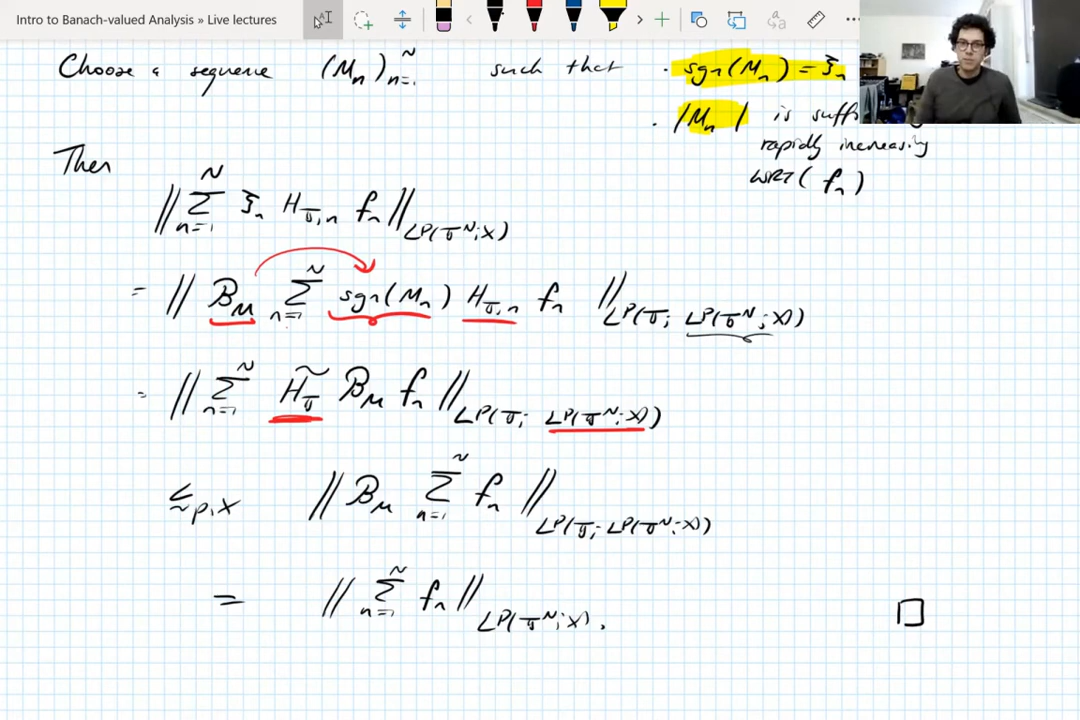 Intro to Banach-valued Analysis » Live lectures
Choose a sequence (M_n)_{n=1}^N such that · sgn(M_n) = ξ_n
· |M_n| is
rapidly increasing
WRT (f_n)
Then
‖ Σ_{n=1}^N ξ_n H_{𝕋,n} f_n ‖_{L^p(𝕋^N; X)}
= ‖ B_M Σ_{n=1}^N sgn(M_n) H_{𝕋,n} f_n ‖_{L^p(𝕋; L^p(𝕋^N; X))}
= ‖ Σ_{n=1}^N H̃_𝕋 B_M f_n ‖_{L^p(𝕋; L^p(𝕋^N; X))}
≲_{p,X} ‖ B_M Σ_{n=1}^N f_n ‖_{L^p(𝕋; L^p(𝕋^N; X))}
= ‖ Σ_{n=1}^N f_n ‖_{L^p(𝕋^N; X)}. □